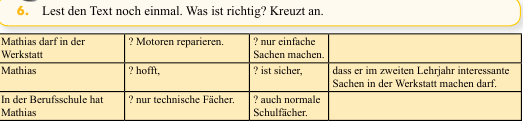 6. Lest den Text noch einmal. Was ist richtig? Kreuzt an.
Mathias darf in der Werkstatt ? Motoren reparieren. ? nur einfache Sachen machen.
Mathias ? hofft, ? ist sicher, dass er im zweiten Lehrjahr interessante Sachen in der Werkstatt machen darf.
In der Berufsschule hat Mathias ? nur technische Fächer. ? auch normale Schulfächer.